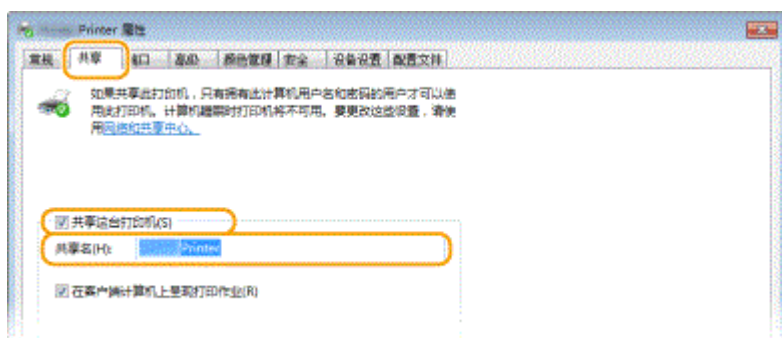 Printer 属性
常规 共享 端口 高级 颜色管理 安全 设备设置 配置文件
如果共享此打印机，只有拥有此计算机用户名和密码的用户才可以使
用此打印机。计算机睡眠时打印机将不可用。要更改这些设置，请使
用网络和共享中心。
共享这台打印机(S)
共享名(H): Printer
在客户端计算机上呈现打印作业(R)